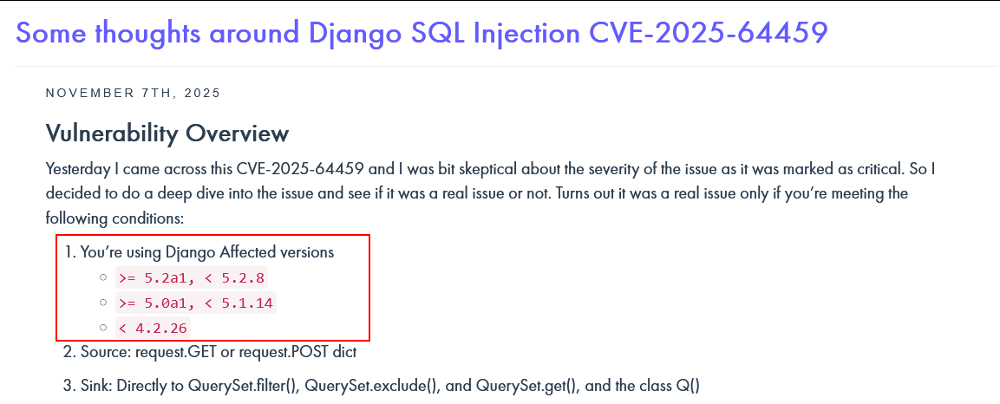 Some thoughts around Django SQL Injection CVE-2025-64459
NOVEMBER 7TH, 2025
Vulnerability Overview
Yesterday I came across this CVE-2025-64459 and I was bit skeptical about the severity of the issue as it was marked as critical. So I
decided to do a deep dive into the issue and see if it was a real issue or not. Turns out it was a real issue only if you’re meeting the
following conditions:
1. You’re using Django Affected versions
○ >= 5.2a1, < 5.2.8
○ >= 5.0a1, < 5.1.14
○ < 4.2.26
2. Source: request.GET or request.POST dict
3. Sink: Directly to QuerySet.filter(), QuerySet.exclude(), and QuerySet.get(), and the class Q()